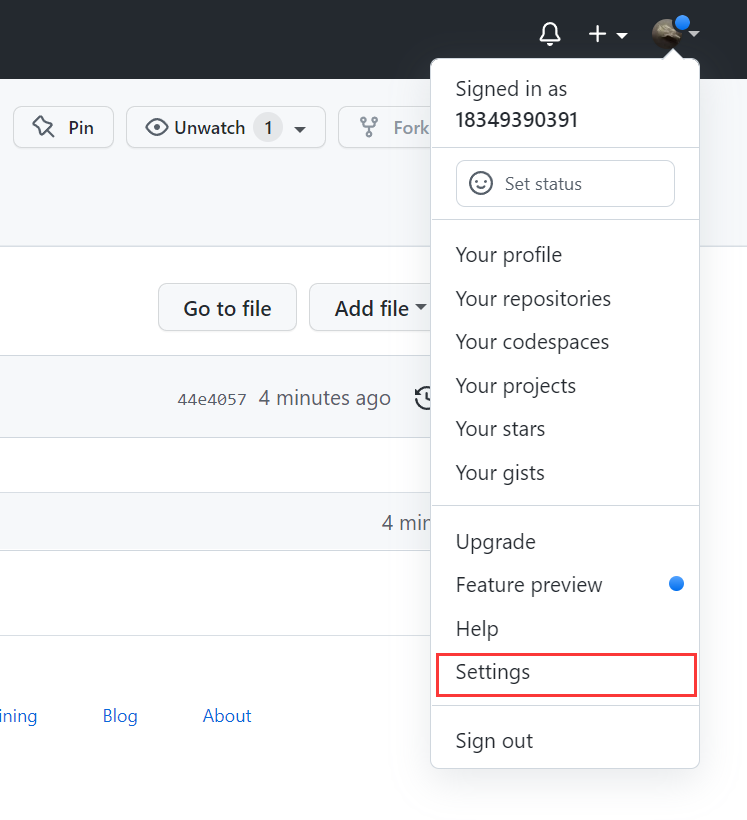 Pin
Unwatch 1
Fork
Signed in as
18349390391
Set status
Your profile
Your repositories
Your codespaces
Your projects
Your stars
Your gists
Upgrade
Feature preview
Help
Settings
Sign out
Go to file
Add file
44e4057 4 minutes ago
4 min
ining
Blog
About